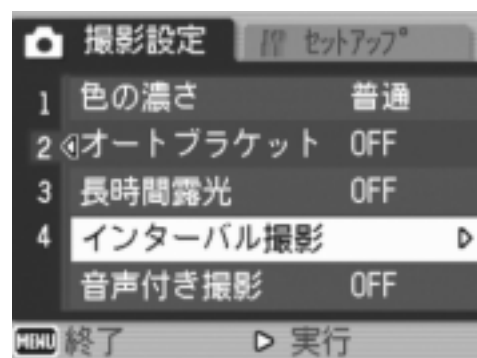 撮影設定 セットアップ
1 色の濃さ 普通
2 オートブラケット OFF
3 長時間露光 OFF
4 インターバル撮影
音声付き撮影 OFF
MENU 終了 実行